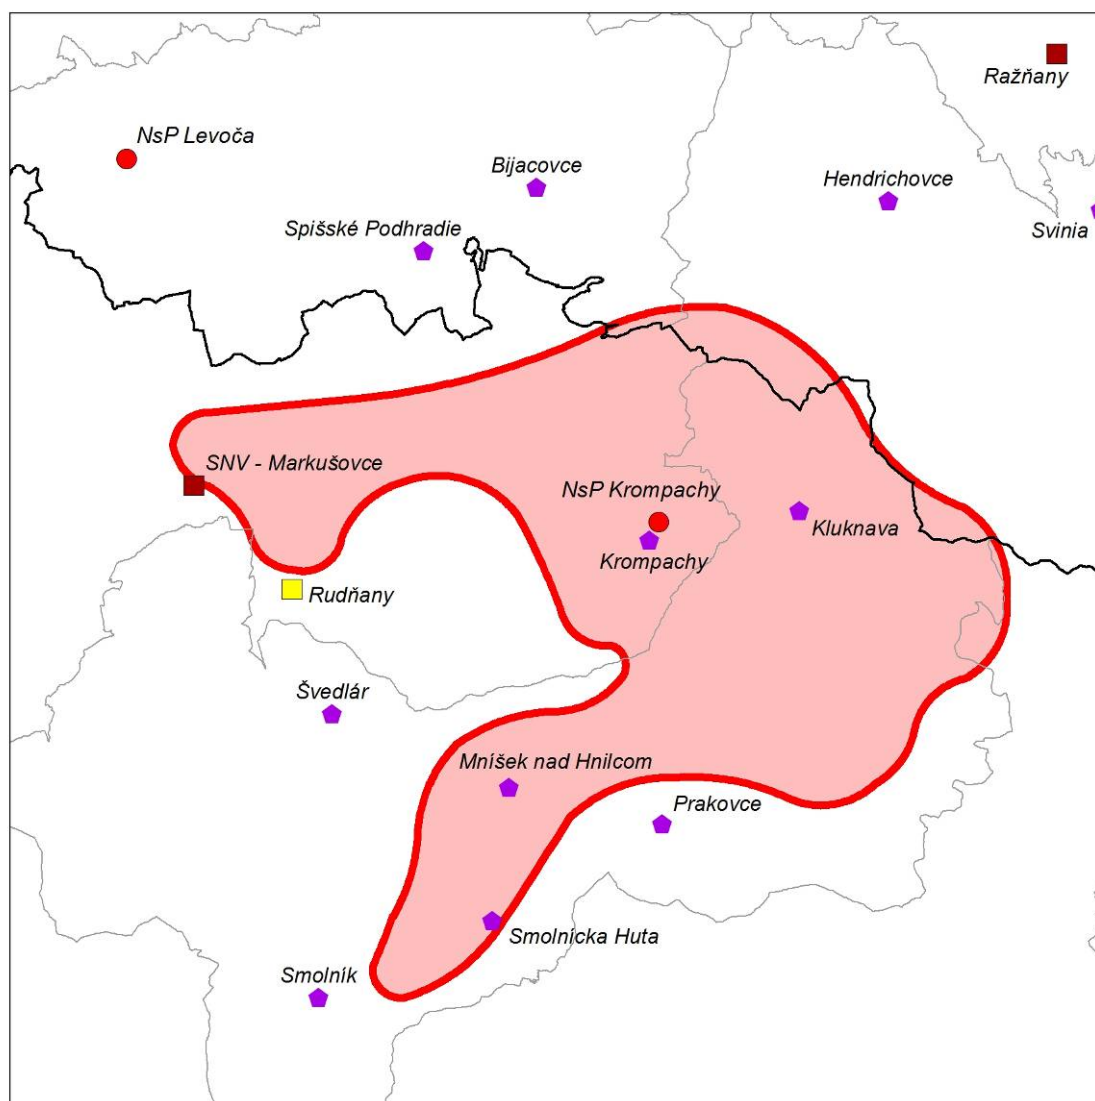 Ražňany
NsP Levoča
Bijacovce
Hendrichovce
Spišské Podhradie
Svinia
SNV - Markušovce
NsP Krompachy
Kluknava
Krompachy
Rudňany
Švedlár
Mníšek nad Hnilcom
Prakovce
Smolnícka Huta
Smolník